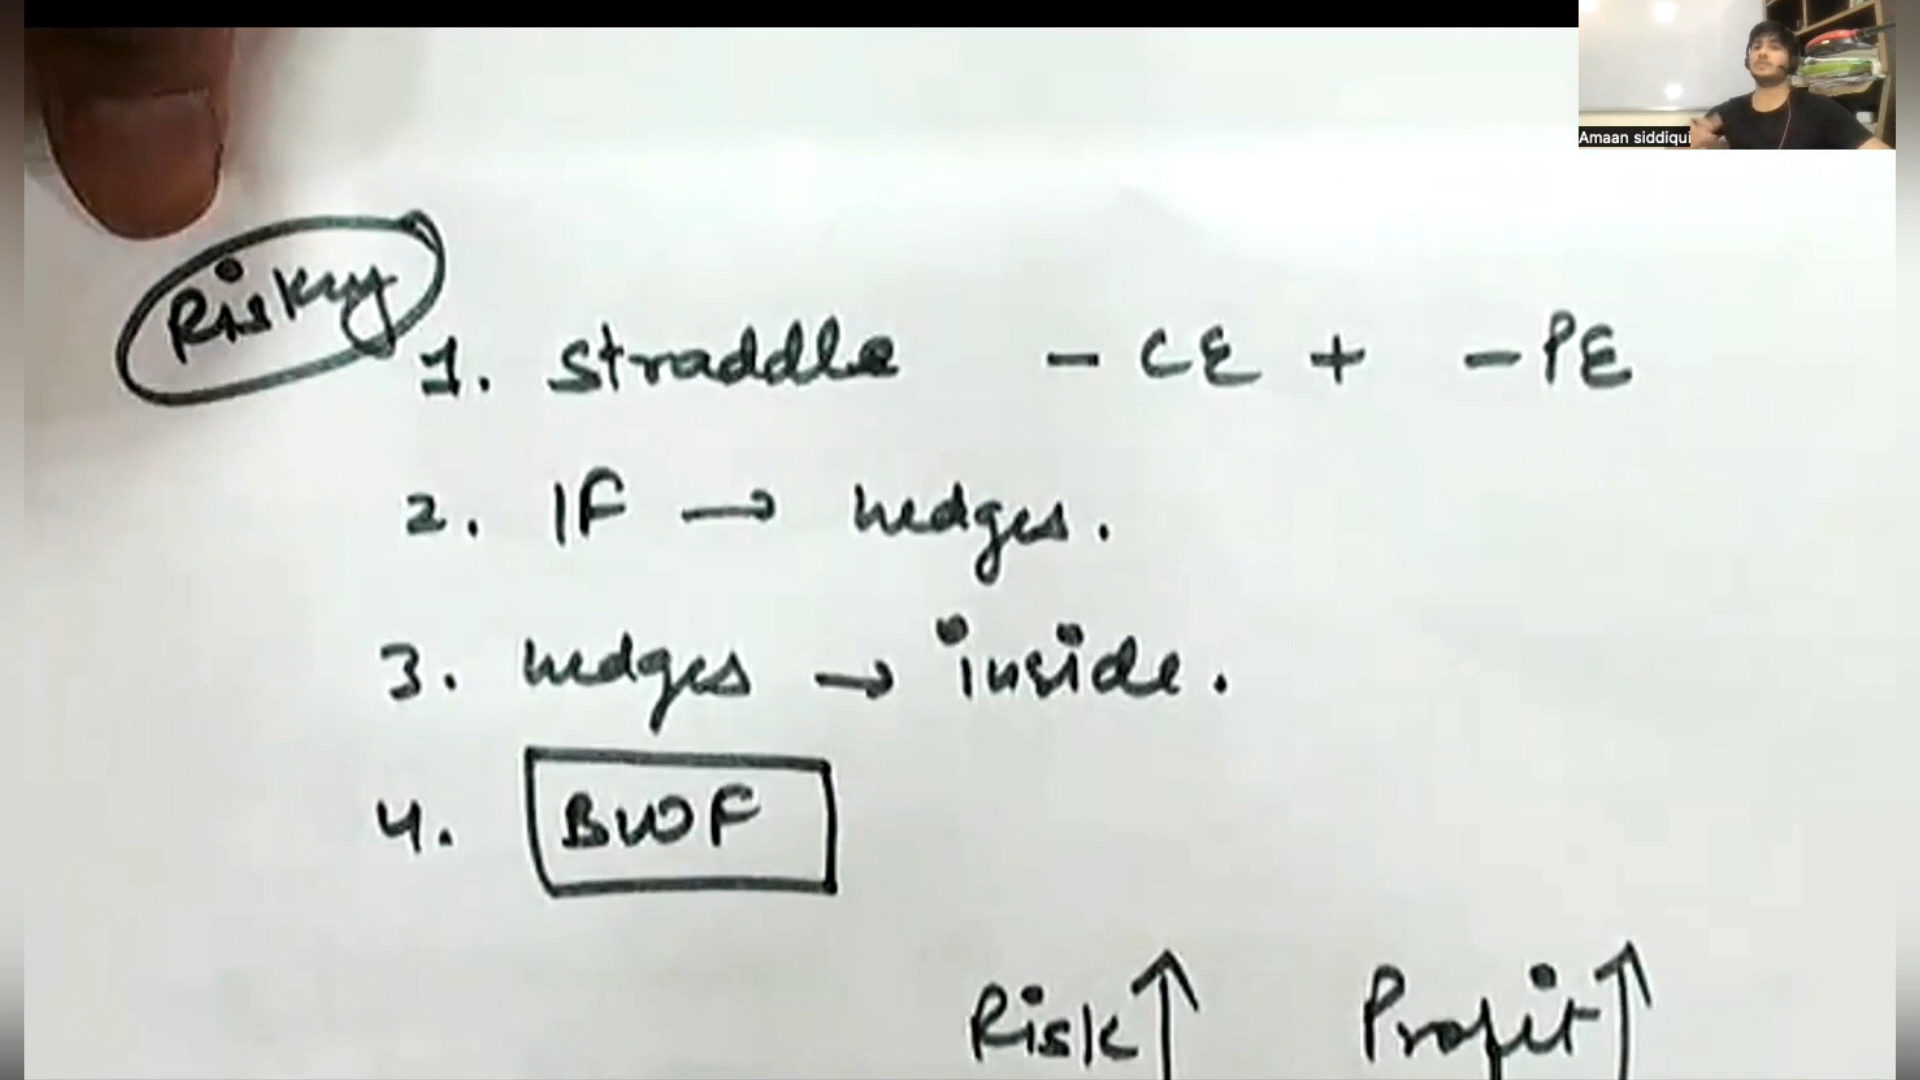 Amaan siddiqui
Risky
1. straddle - CE + - PE
2. IF → hedges.
3. hedges → inside.
4. BWF
Risk↑ Profit↑